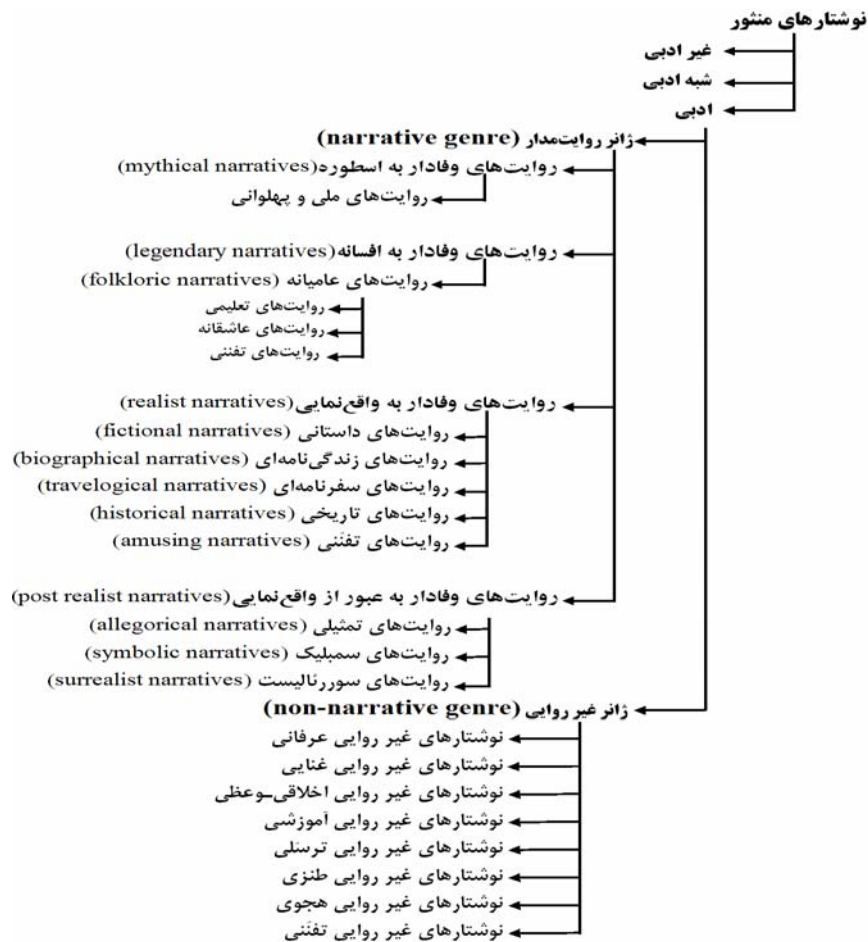 نوشتارهای منثور
غیر ادبی
شبه ادبی
ادبی
ژانر روایت‌مدار (narrative genre)
روایت‌های وفادار به اسطوره(mythical narratives)
روایت‌های ملی و پهلوانی
روایت‌های وفادار به افسانه(legendary narratives)
روایت‌های عامیانه (folkloric narratives)
روایت‌های تعلیمی
روایت‌های عاشقانه
روایت‌های تفننی
روایت‌های وفادار به واقع‌نمایی(realist narratives)
روایت‌های داستانی (fictional narratives)
روایت‌های زندگی‌نامه‌ای (biographical narratives)
روایت‌های سفرنامه‌ای (travelogical narratives)
روایت‌های تاریخی (historical narratives)
روایت‌های تفنّنی (amusing narratives)
روایت‌های وفادار به عبور از واقع‌نمایی(post realist narratives)
روایت‌های تمثیلی (allegorical narratives)
روایت‌های سمبلیک (symbolic narratives)
روایت‌های سوررئالیست (surrealist narratives)
ژانر غیر روایی (non-narrative genre)
نوشتارهای غیر روایی عرفانی
نوشتارهای غیر روایی غنایی
نوشتارهای غیر روایی اخلاقی‌ـ‌وعظی
نوشتارهای غیر روایی آموزشی
نوشتارهای غیر روایی ترسّلی
نوشتارهای غیر روایی طنزی
نوشتارهای غیر روایی هجوی
نوشتارهای غیر روایی تفنّنی